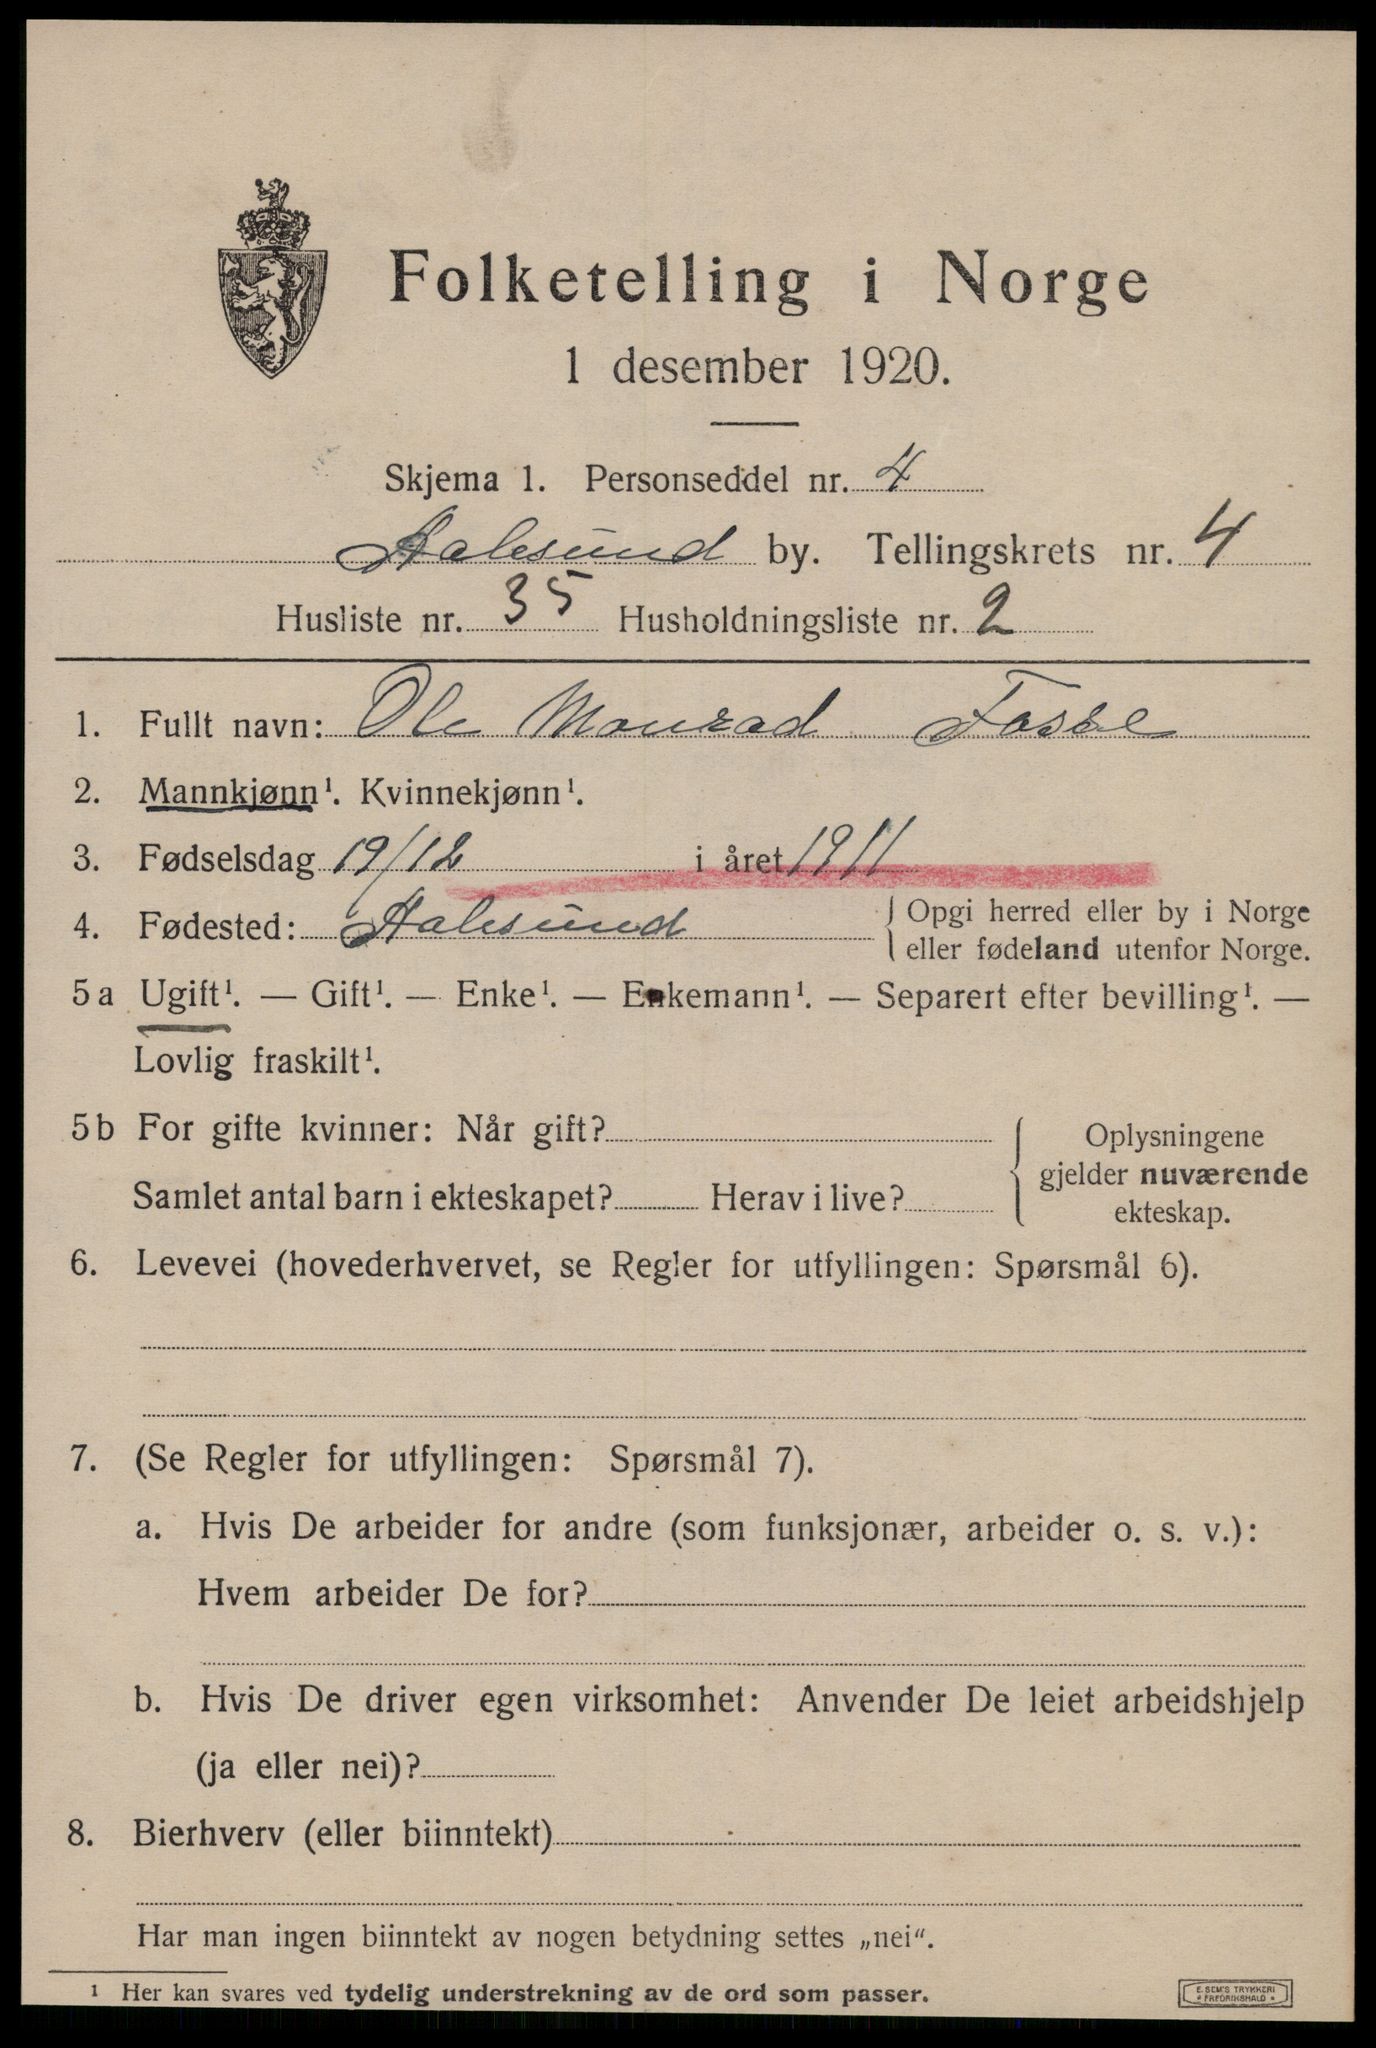 Folketelling i Norge
1 desember 1920.
Skjema 1. Personseddel nr. 4
Aalesund by. Tellingskrets nr. 4
Husliste nr. 35 Husholdningsliste nr. 2
1. Fullt navn: Ole Monrad Fosse
2. Mannkjønn¹. Kvinnekjønn¹.
3. Fødselsdag 19/12 i året 1911
4. Fødested: Aalesund { Opgi herred eller by i Norge
eller fødeland utenfor Norge.
5 a Ugift¹. — Gift¹. — Enke¹. — Enkemann¹. — Separert efter bevilling¹. —
Lovlig fraskilt¹.
5 b For gifte kvinner: Når gift?
Samlet antal barn i ekteskapet? Herav i live?
Oplysningene
gjelder nuværende
ekteskap.
6. Levevei (hovederhvervet, se Regler for utfyllingen: Spørsmål 6).
7. (Se Regler for utfyllingen: Spørsmål 7).
a. Hvis De arbeider for andre (som funksjonær, arbeider o. s. v.):
Hvem arbeider De for?
b. Hvis De driver egen virksomhet: Anvender De leiet arbeidshjelp
(ja eller nei)?
8. Bierhverv (eller biinntekt)
Har man ingen biinntekt av nogen betydning settes „nei“.
¹ Her kan svares ved tydelig understrekning av de ord som passer.
E. SEM'S TRYKKERI
* FREDRIKSHALD *